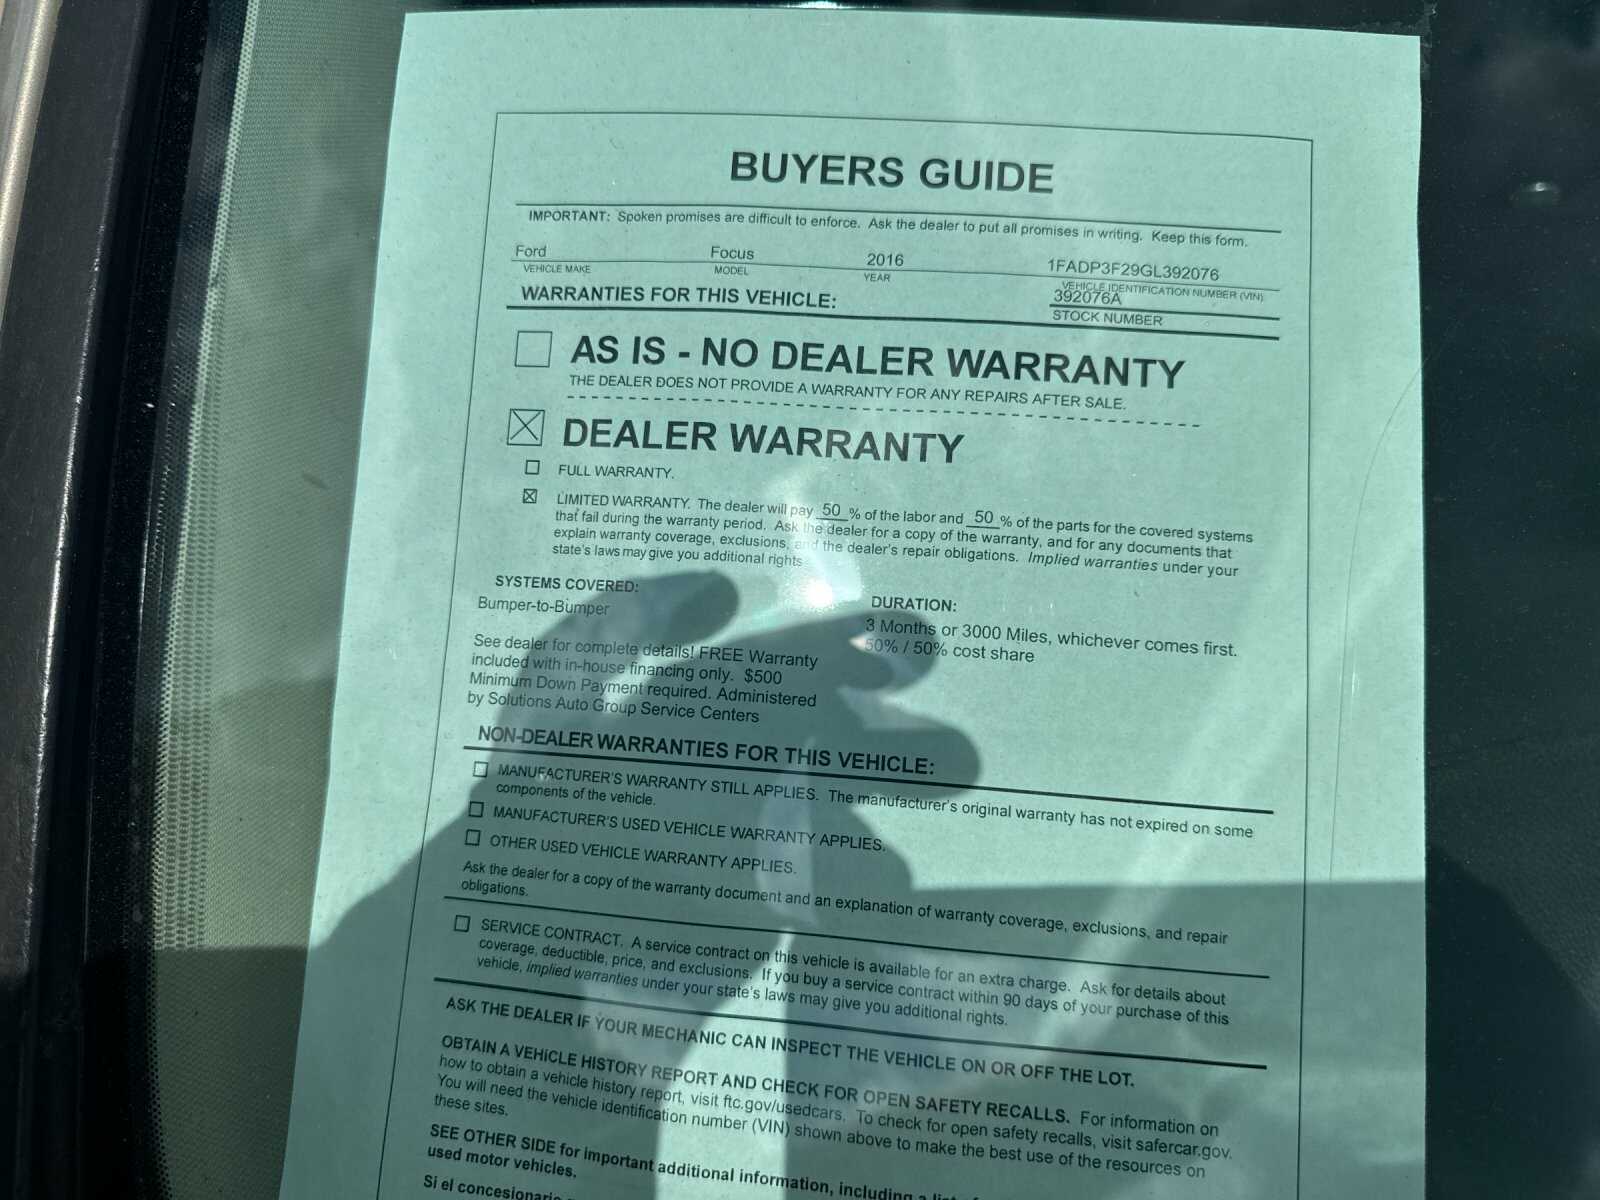 BUYERS GUIDE
IMPORTANT: Spoken promises are difficult to enforce. Ask the dealer to put all promises in writing. Keep this form.
Ford Focus 2016 1FADP3F29GL392076
VEHICLE MAKE MODEL YEAR VEHICLE IDENTIFICATION NUMBER (VIN)
WARRANTIES FOR THIS VEHICLE: 392076A
STOCK NUMBER
AS IS - NO DEALER WARRANTY
THE DEALER DOES NOT PROVIDE A WARRANTY FOR ANY REPAIRS AFTER SALE.
DEALER WARRANTY
FULL WARRANTY.
LIMITED WARRANTY. The dealer will pay 50 % of the labor and 50 % of the parts for the covered systems
that fail during the warranty period. Ask the dealer for a copy of the warranty, and for any documents that
explain warranty coverage, exclusions, and the dealer's repair obligations. Implied warranties under your
state's laws may give you additional rights
SYSTEMS COVERED:
Bumper-to-Bumper
See dealer for complete details! FREE Warranty
included with in-house financing only. $500
Minimum Down Payment required. Administered
by Solutions Auto Group Service Centers
DURATION:
3 Months or 3000 Miles, whichever comes first.
50% / 50% cost share
NON-DEALER WARRANTIES FOR THIS VEHICLE:
MANUFACTURER'S WARRANTY STILL APPLIES. The manufacturer's original warranty has not expired on some
components of the vehicle.
MANUFACTURER'S USED VEHICLE WARRANTY APPLIES.
OTHER USED VEHICLE WARRANTY APPLIES.
Ask the dealer for a copy of the warranty document and an explanation of warranty coverage, exclusions, and repair
obligations.
SERVICE CONTRACT. A service contract on this vehicle is available for an extra charge. Ask for details about
coverage, deductible, price, and exclusions. If you buy a service contract within 90 days of your purchase of this
vehicle, implied warranties under your state's laws may give you additional rights.
ASK THE DEALER IF YOUR MECHANIC CAN INSPECT THE VEHICLE ON OR OFF THE LOT.
OBTAIN A VEHICLE HISTORY REPORT AND CHECK FOR OPEN SAFETY RECALLS. For information on
how to obtain a vehicle history report, visit ftc.gov/usedcars. To check for open safety recalls, visit safercar.gov.
You will need the vehicle identification number (VIN) shown above to make the best use of the resources on
these sites.
SEE OTHER SIDE for important additional information, including a
used motor vehicles.
Si el concesionario